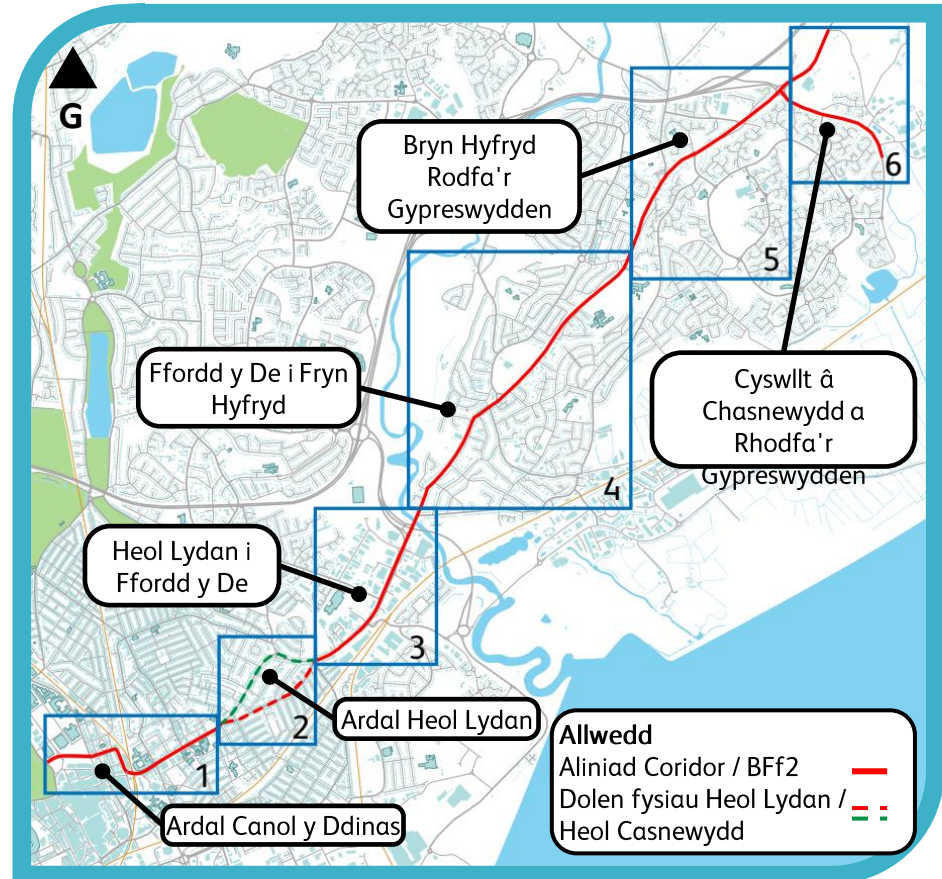 G
Bryn Hyfryd
Rodfa'r
Gypreswydden
6
5
Ffordd y De i Fryn
Hyfryd
Cyswllt â
Chasnewydd a
Rhodfa'r
Gypreswydden
4
Heol Lydan i
Ffordd y De
3
Ardal Heol Lydan
2
1
Ardal Canol y Ddinas
Allwedd
Aliniad Coridor / BFf2
Dolen fysiau Heol Lydan /
Heol Casnewydd